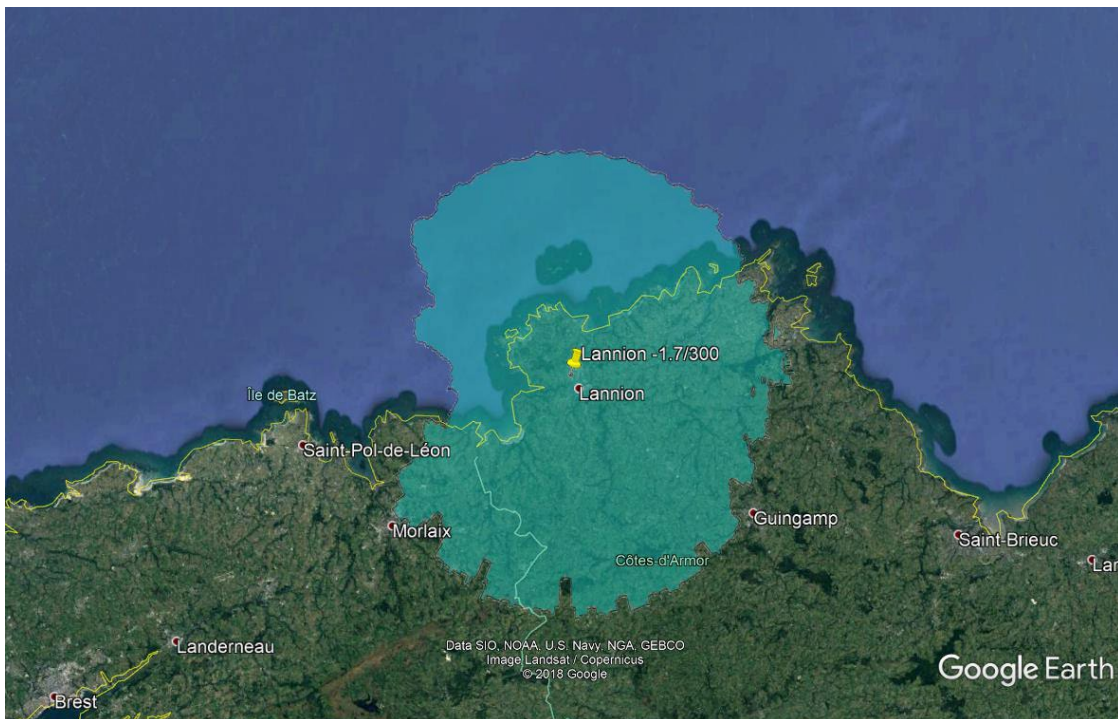 Lannion -1.7/300
Île de Batz
Lannion
Saint-Pol-de-Léon
Morlaix
Guingamp
Saint-Brieuc
Côtes d'Armor
Lar
Landerneau
Data SIO, NOAA, U.S. Navy, NGA, GEBCO
Image Landsat / Copernicus
© 2018 Google
Google Earth
Brest